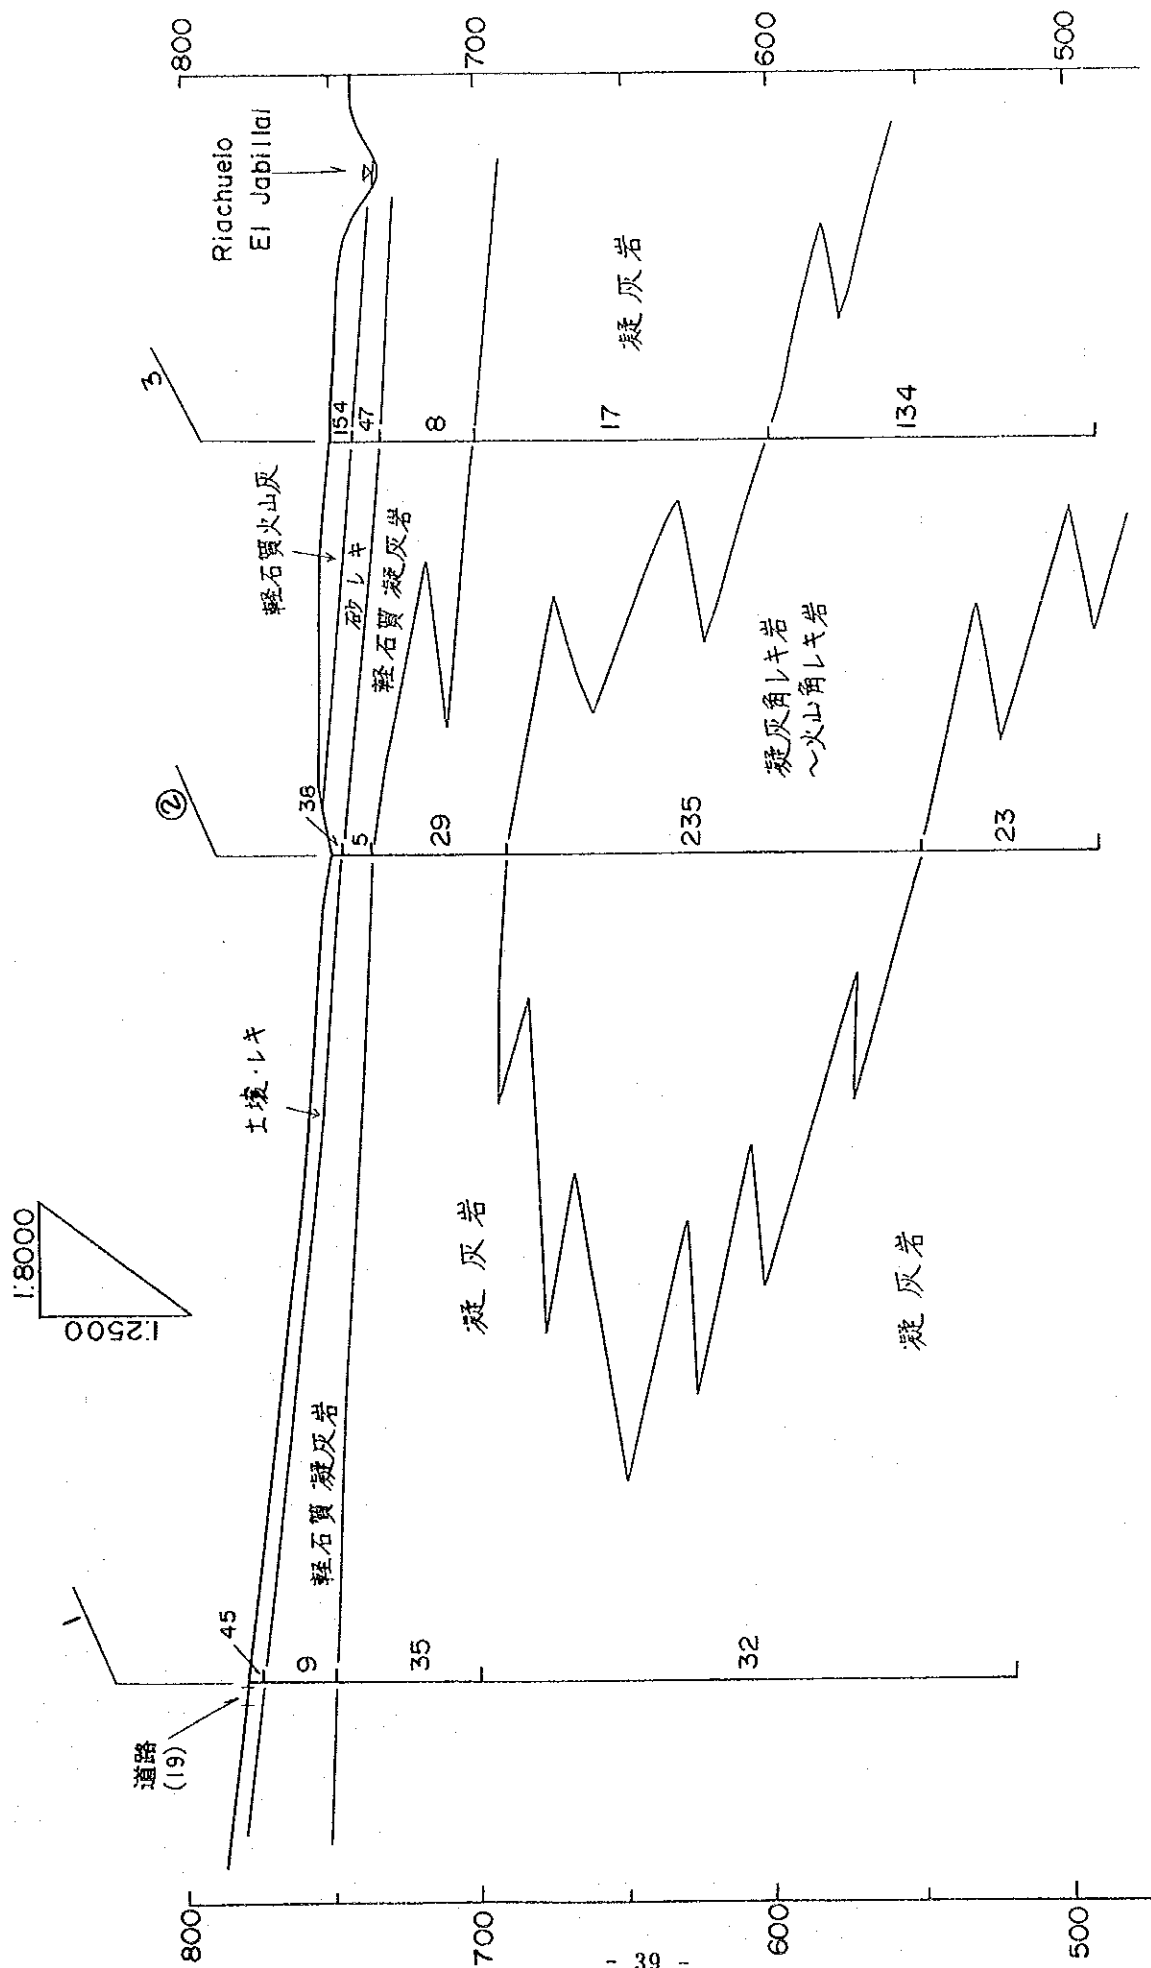 1:8000
1:2500
800
700
600
500
道路
(19)
1
45
9
35
32
軽石質凝灰岩
土壌・レキ
凝灰岩
凝灰岩
②
38
5
29
235
23
軽石質火山灰
砂レキ
軽石質凝灰岩
凝灰角レキ岩
〜火山角レキ岩
3
154
47
8
17
134
凝灰岩
Riachuelo
El Jabillal
800
700
600
500
- 39 -